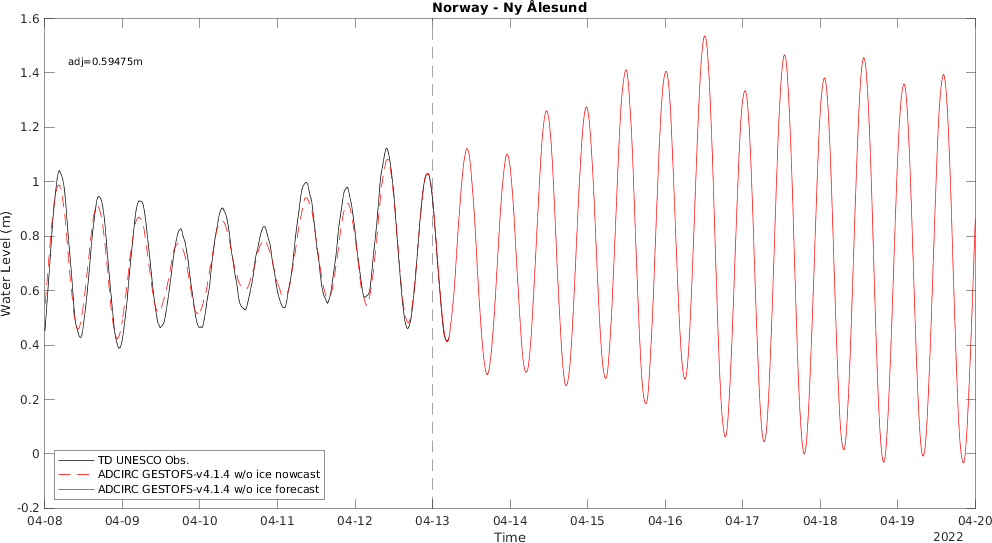 Norway - Ny Ålesund
adj=0.59475m
Water Level (m)
1.6
1.4
1.2
1
0.8
0.6
0.4
0.2
0
-0.2
TD UNESCO Obs.
ADCIRC GESTOFS-v4.1.4 w/o ice nowcast
ADCIRC GESTOFS-v4.1.4 w/o ice forecast
04-08 04-09 04-10 04-11 04-12 04-13 04-14 04-15 04-16 04-17 04-18 04-19 04-20
Time
2022